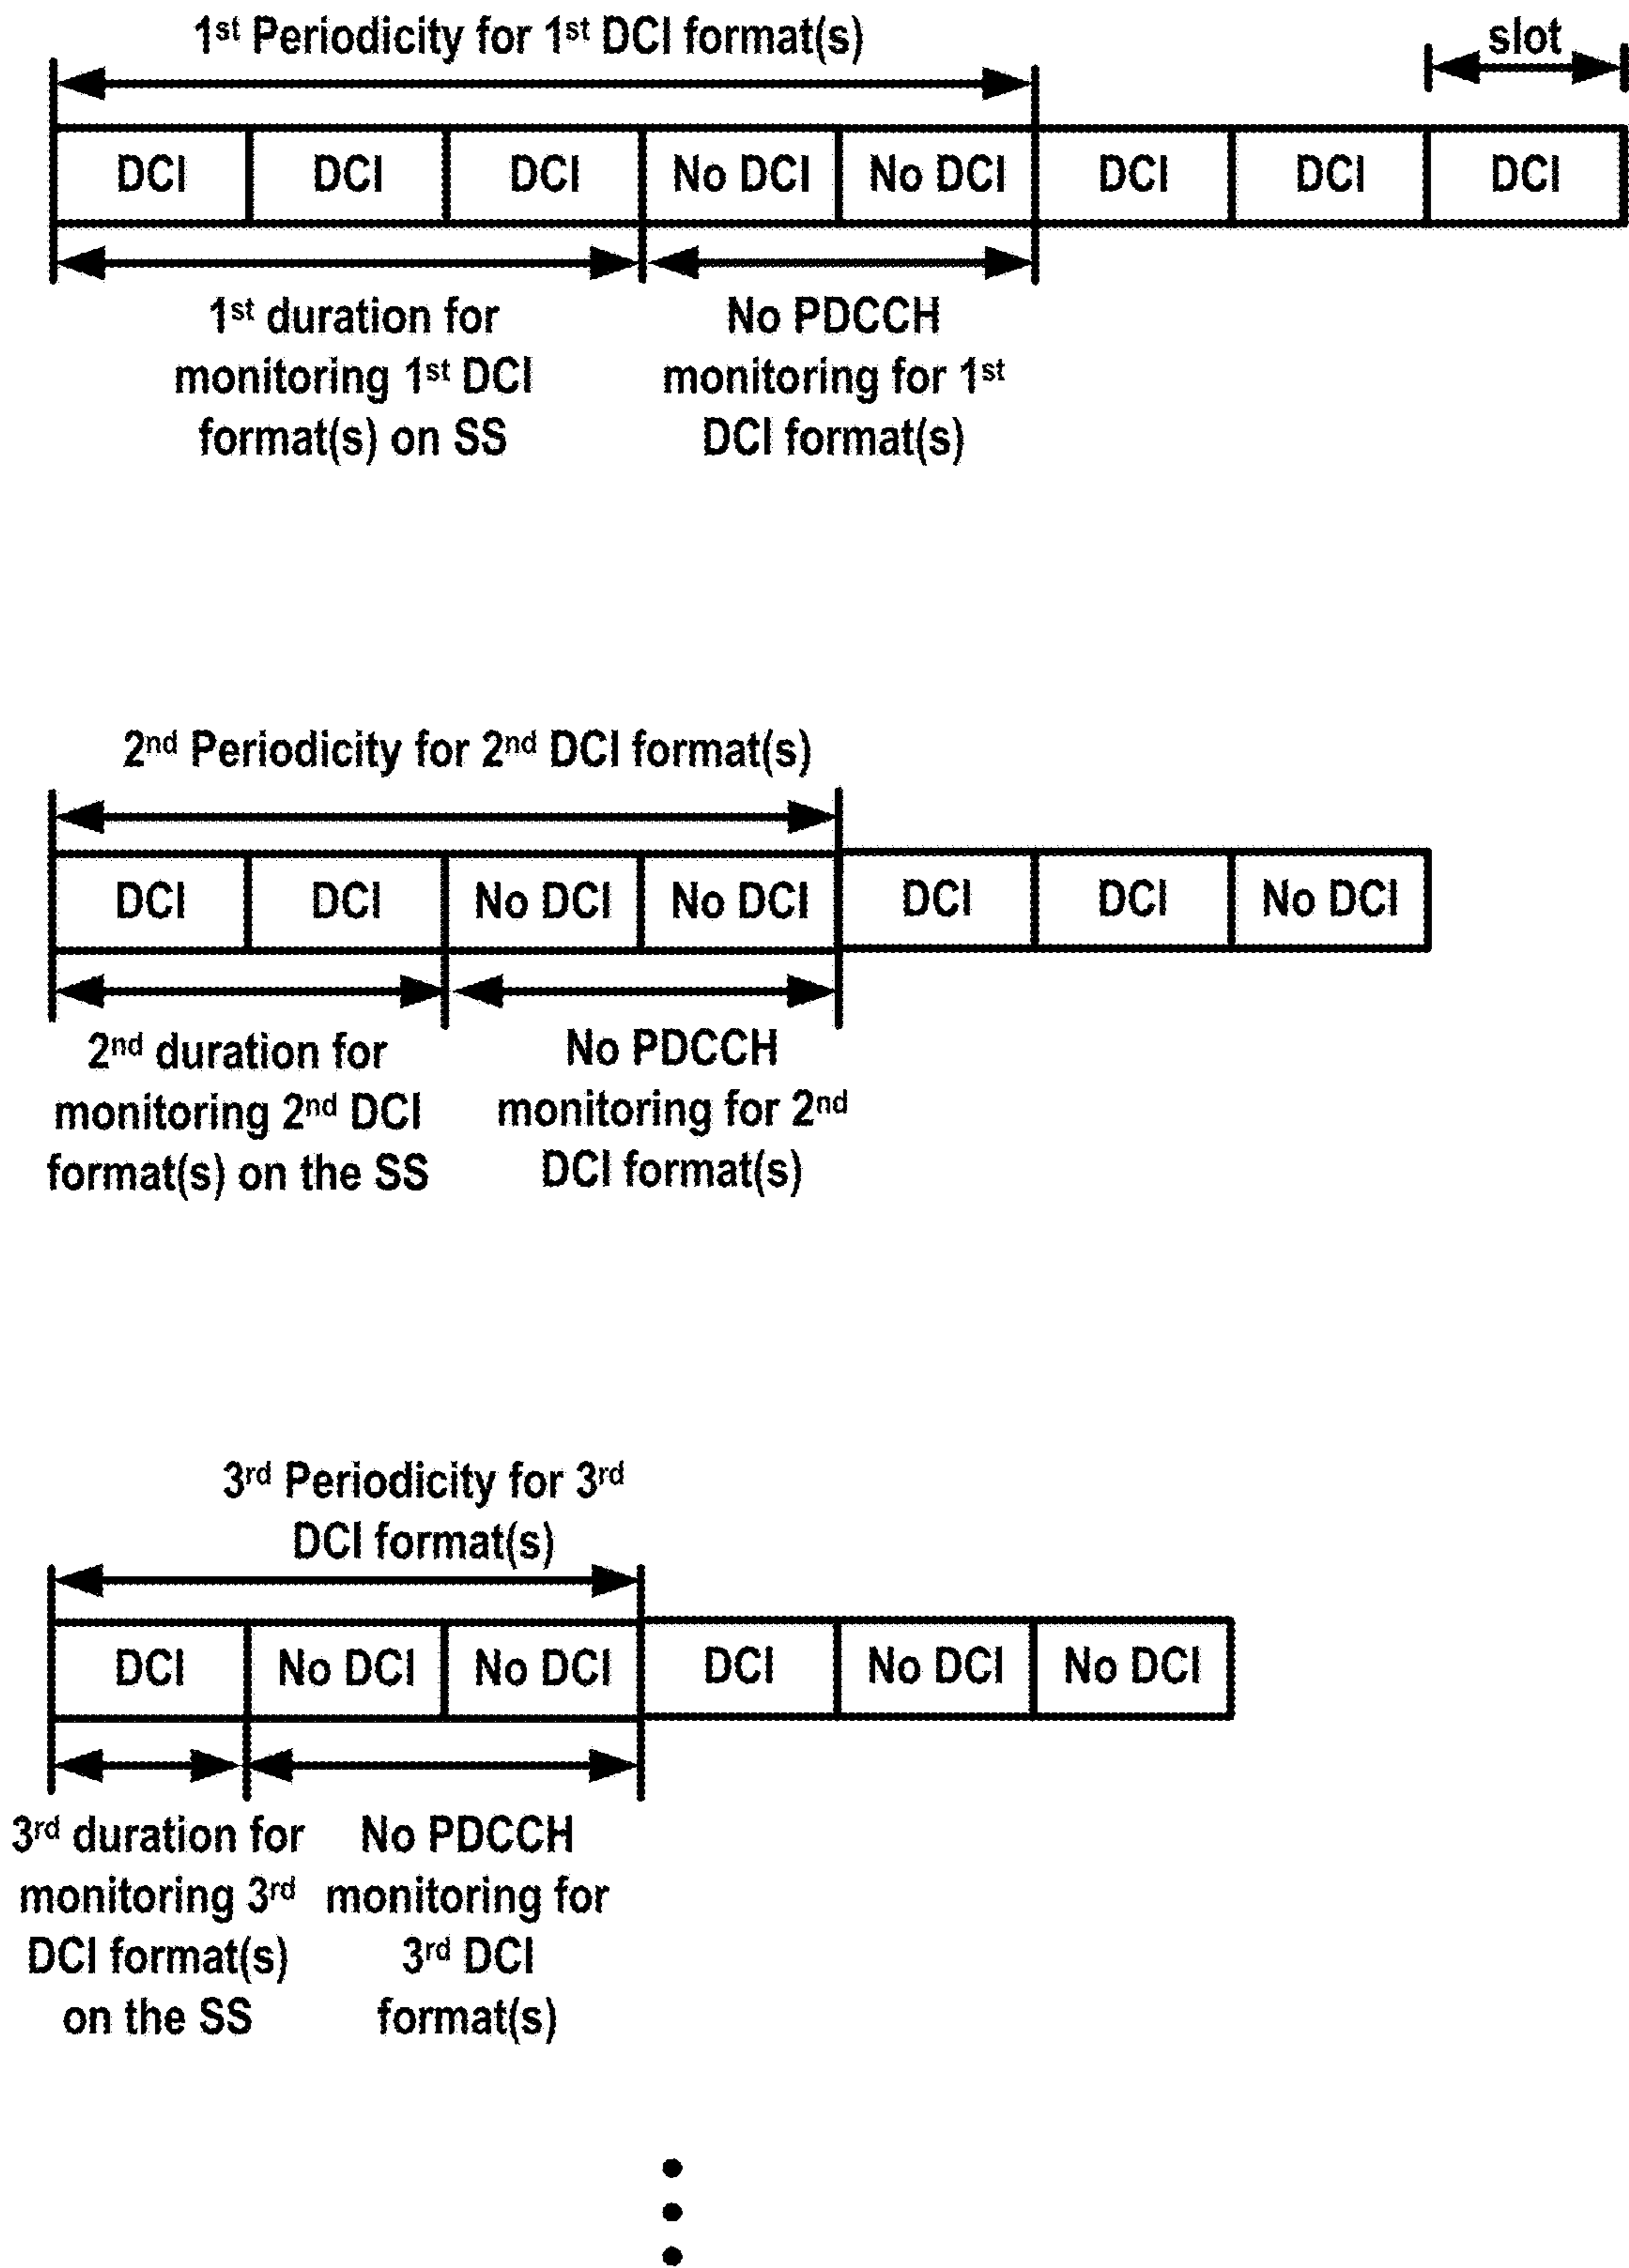 1st Periodicity for 1st DCI format(s)
slot
DCI DCI DCI No DCI No DCI DCI DCI DCI
1st duration for
monitoring 1st DCI
format(s) on SS
No PDCCH
monitoring for 1st
DCI format(s)
2nd Periodicity for 2nd DCI format(s)
DCI DCI No DCI No DCI DCI DCI No DCI
2nd duration for
monitoring 2nd DCI
format(s) on the SS
No PDCCH
monitoring for 2nd
DCI format(s)
3rd Periodicity for 3rd
DCI format(s)
DCI No DCI No DCI DCI No DCI No DCI
3rd duration for
monitoring 3rd
DCI format(s)
on the SS
No PDCCH
monitoring for
3rd DCI
format(s)